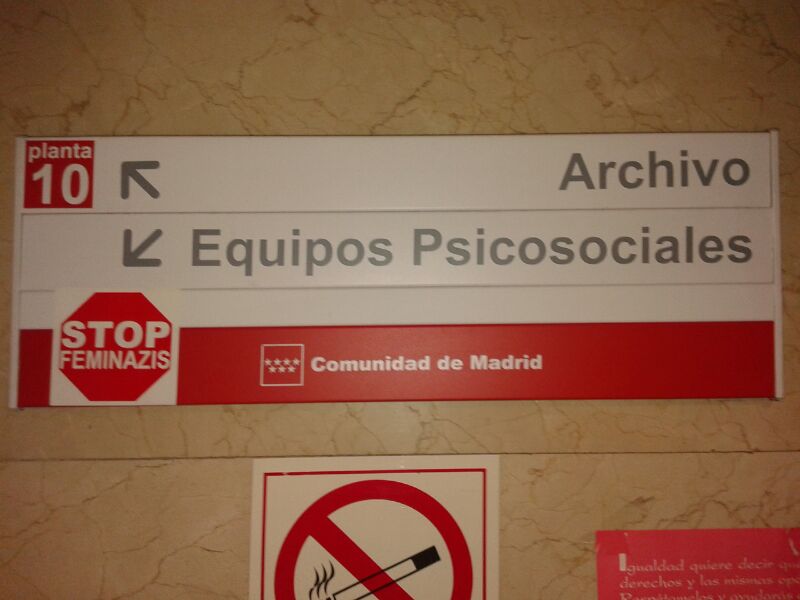 planta
10
Archivo
Equipos Psicosociales
STOP
FEMINAZIS
Comunidad de Madrid
Igualdad quiere decir
derechos y las mismas